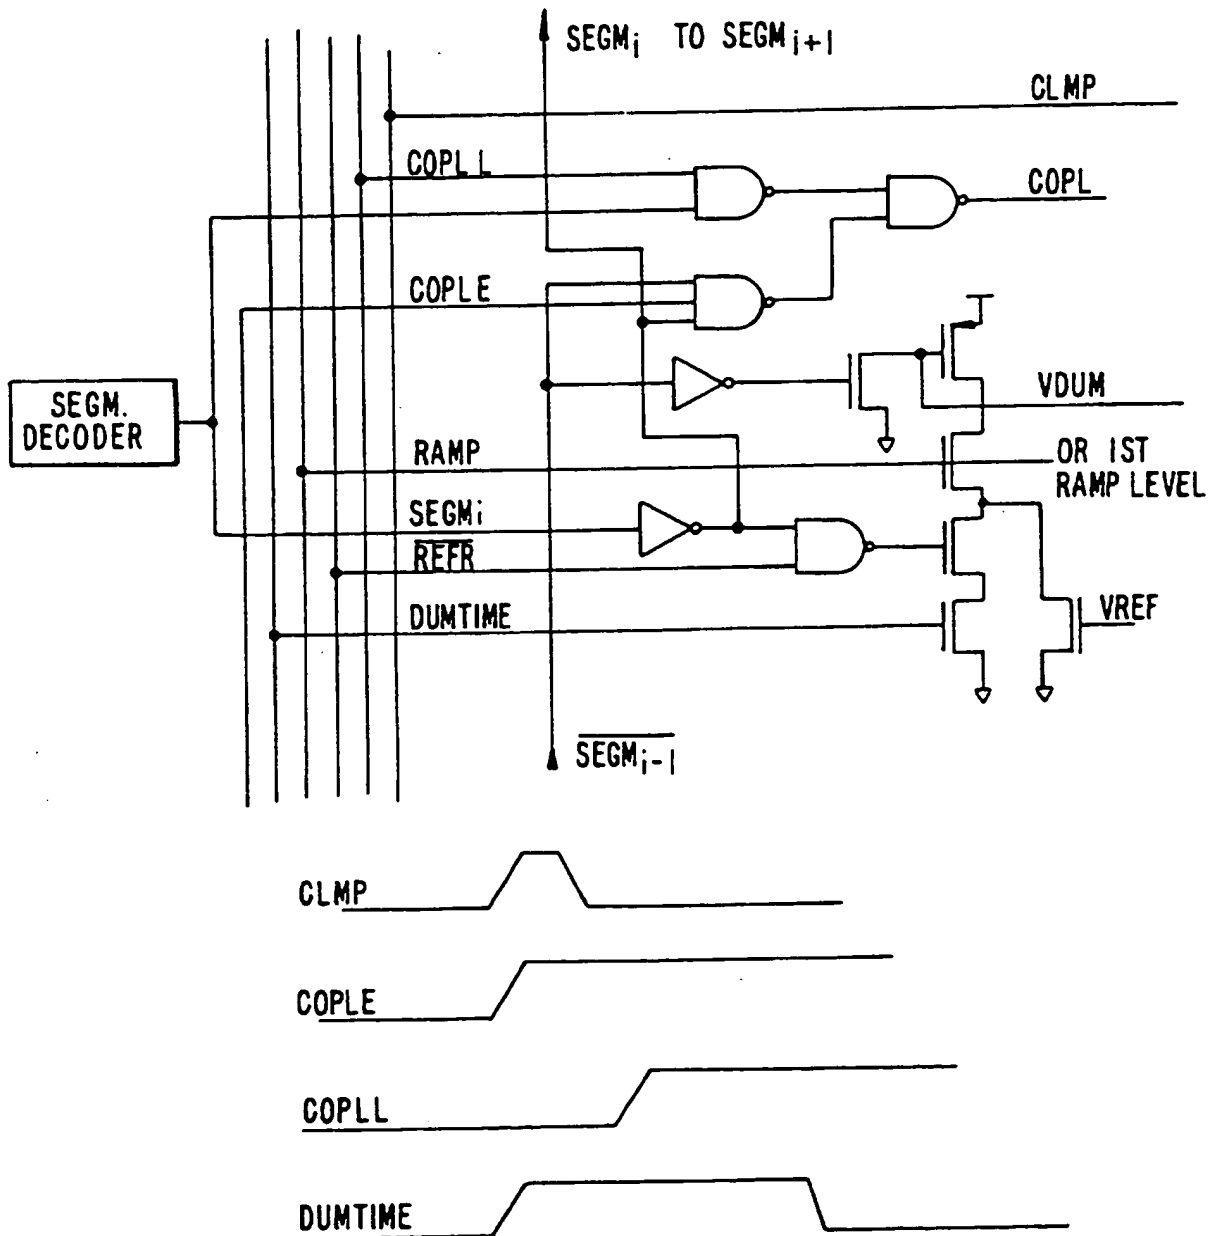 SEGMi TO SEGMi+1
CLMP
COPLL
COPL
COPLE
SEGM.
DECODER
VDUM
RAMP
OR 1ST
RAMP LEVEL
SEGMi
REFR
DUMTIME
VREF
SEGMi-1
CLMP
COPLE
COPLL
DUMTIME